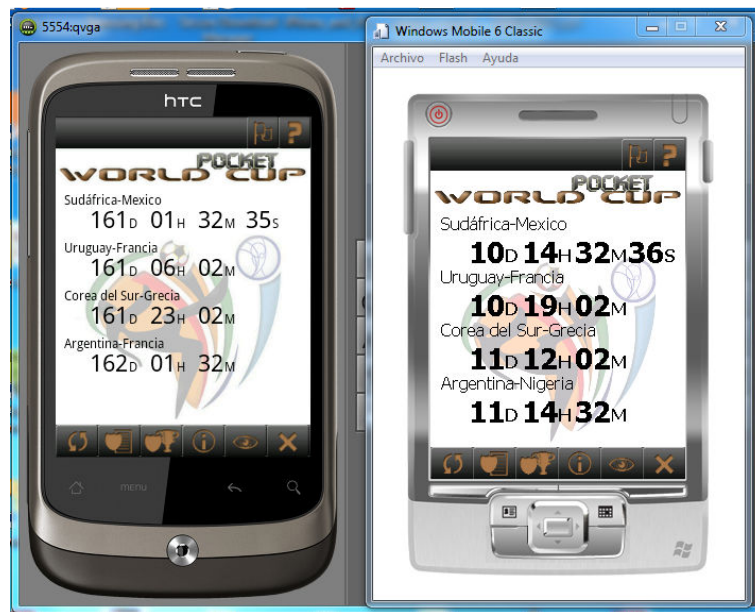 5554:qvga
hTC
?
POCKET
WORLD CUP
Sudáfrica-Mexico
161D 01H 32M 35S
Uruguay-Francia
161D 06H 02M
Corea del Sur-Grecia
161D 23H 02M
Argentina-Francia
162D 01H 32M
menu
Windows Mobile 6 Classic
Archivo Flash Ayuda
?
POCKET
WORLD CUP
Sudáfrica-Mexico
10D 14H 32M 36S
Uruguay-Francia
10D 19H 02M
Corea del Sur-Grecia
11D 12H 02M
Argentina-Nigeria
11D 14H 32M